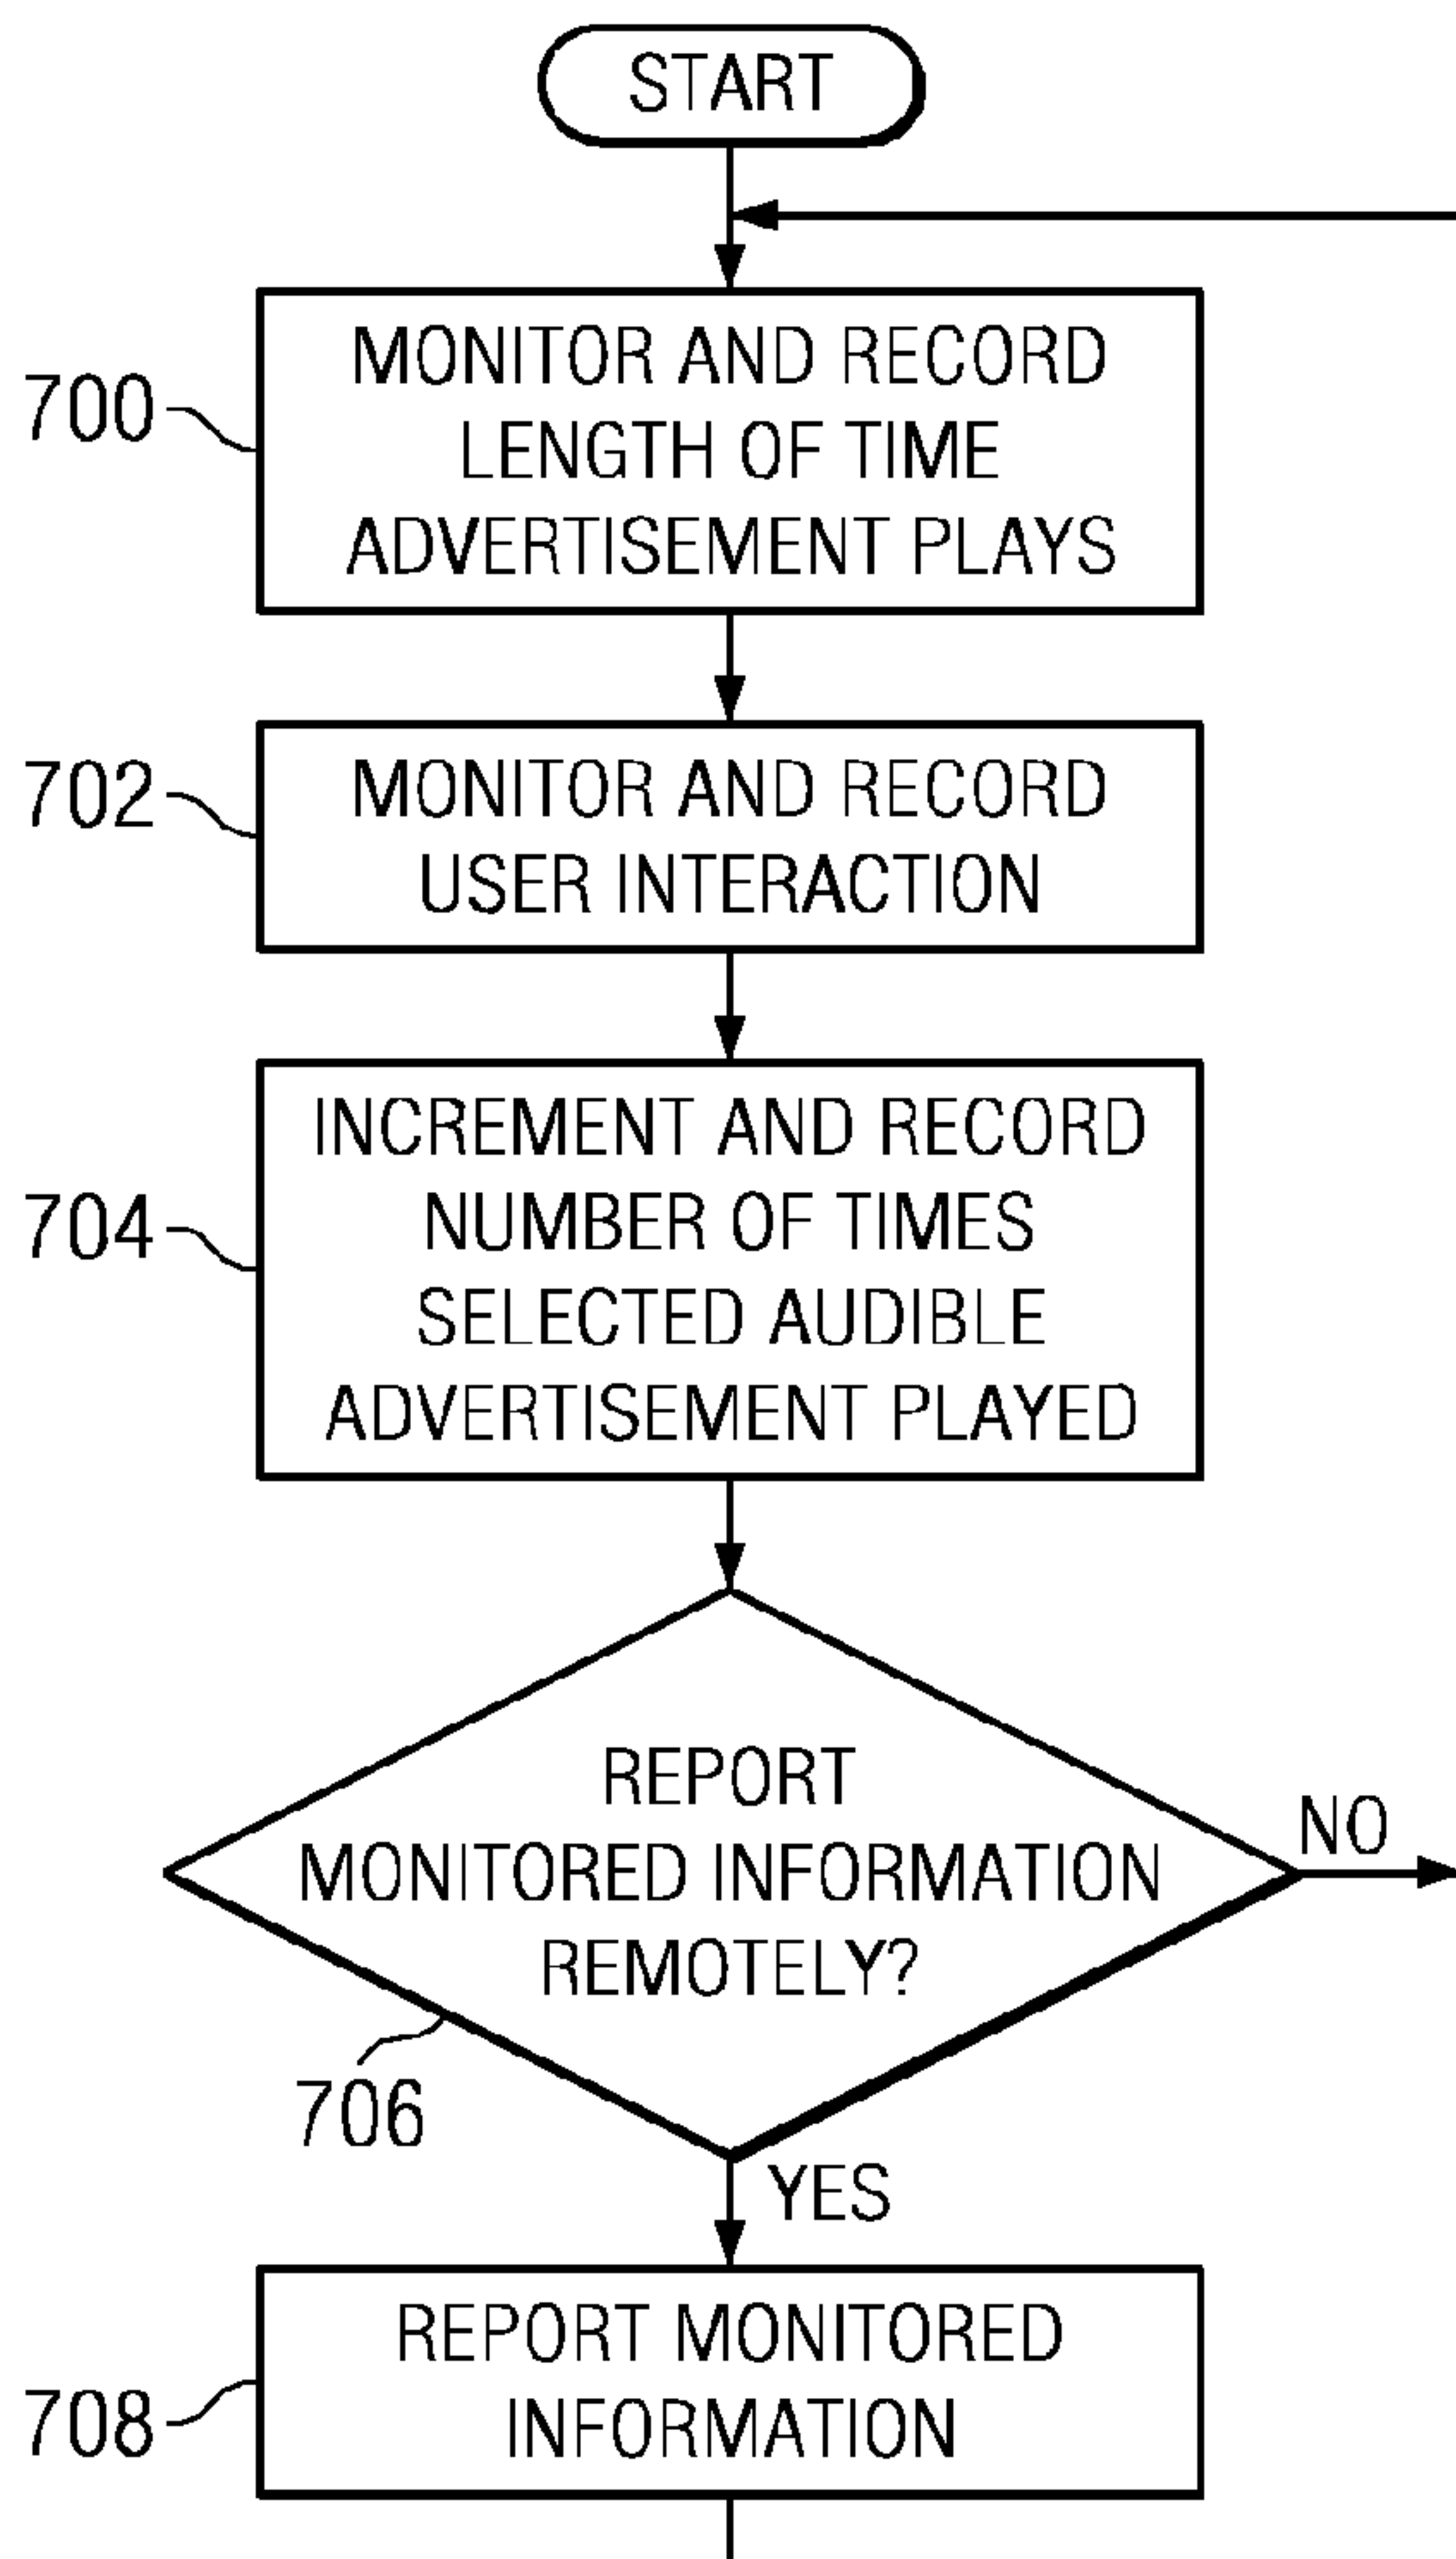 START
700
MONITOR AND RECORD
LENGTH OF TIME
ADVERTISEMENT PLAYS
702
MONITOR AND RECORD
USER INTERACTION
704
INCREMENT AND RECORD
NUMBER OF TIMES
SELECTED AUDIBLE
ADVERTISEMENT PLAYED
REPORT
MONITORED INFORMATION
REMOTELY?
NO
706
YES
708
REPORT MONITORED
INFORMATION